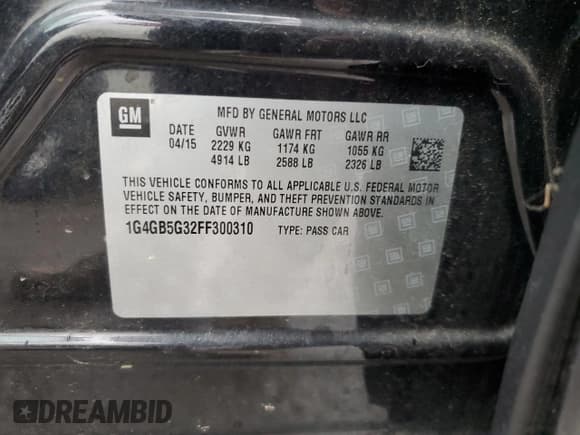 GM
MFD BY GENERAL MOTORS LLC
DATE GVWR GAWR FRT GAWR RR
04/15 2229 KG 1174 KG 1055 KG
4914 LB 2588 LB 2326 LB
THIS VEHICLE CONFORMS TO ALL APPLICABLE U.S. FEDERAL MOTOR
VEHICLE SAFETY, BUMPER, AND THEFT PREVENTION STANDARDS IN
EFFECT ON THE DATE OF MANUFACTURE SHOWN ABOVE.
1G4GB5G32FF300310 TYPE: PASS CAR
DREAMBID